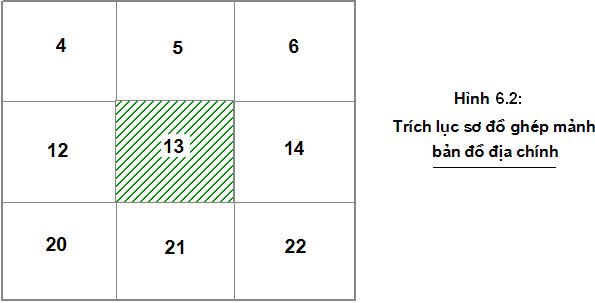 4 5 6
12 13 14
20 21 22
Hình 6.2:
Trích lục sơ đồ ghép mảnh
bản đồ địa chính